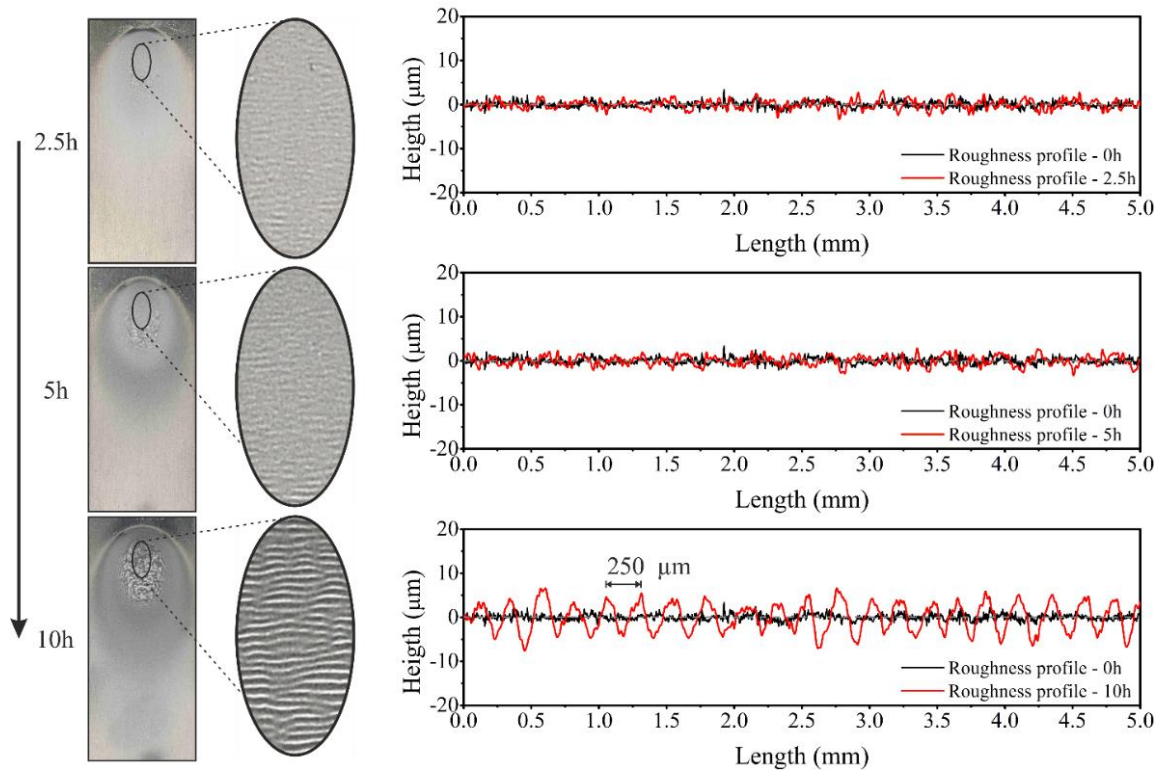 2.5h
5h
10h
Heigth (µm)
20
10
0
-10
-20
Roughness profile - 0h
Roughness profile - 2.5h
0.0 0.5 1.0 1.5 2.0 2.5 3.0 3.5 4.0 4.5 5.0
Length (mm)
Heigth (µm)
20
10
0
-10
-20
Roughness profile - 0h
Roughness profile - 5h
0.0 0.5 1.0 1.5 2.0 2.5 3.0 3.5 4.0 4.5 5.0
Length (mm)
Heigth (µm)
20
10
0
-10
-20
250 µm
Roughness profile - 0h
Roughness profile - 10h
0.0 0.5 1.0 1.5 2.0 2.5 3.0 3.5 4.0 4.5 5.0
Length (mm)